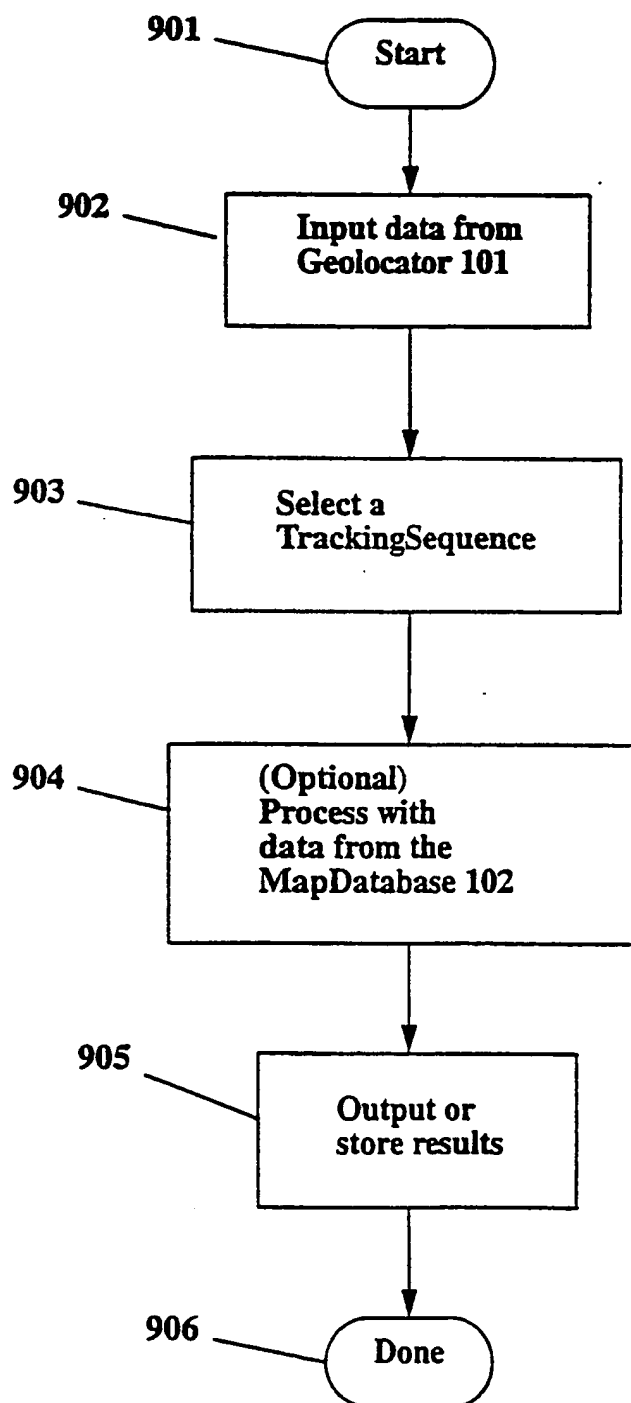 901
Start
902
Input data from
Geolocator 101
903
Select a
TrackingSequence
904
(Optional)
Process with
data from the
MapDatabase 102
905
Output or
store results
906
Done